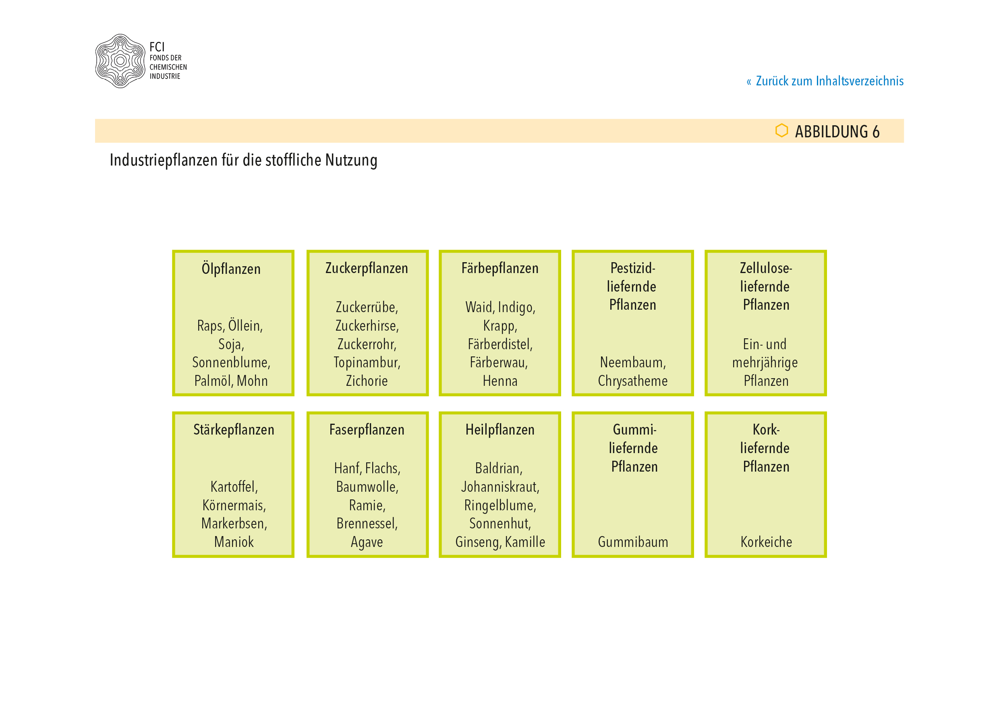 FCI
FONDS DER
CHEMISCHEN
INDUSTRIE
« Zurück zum Inhaltsverzeichnis
ABBILDUNG 6
Industriepflanzen für die stoffliche Nutzung
Ölpflanzen
Raps, Öllein,
Soja,
Sonnenblume,
Palmöl, Mohn
Zuckerpflanzen
Zuckerrübe,
Zuckerhirse,
Zuckerrohr,
Topinambur,
Zichorie
Färbepflanzen
Waid, Indigo,
Krapp,
Färberdistel,
Färberwau,
Henna
Pestizid-
liefernde
Pflanzen
Neembaum,
Chrysatheme
Zellulose-
liefernde
Pflanzen
Ein- und
mehrjährige
Pflanzen
Stärkepflanzen
Kartoffel,
Körnermais,
Markerbsen,
Maniok
Faserpflanzen
Hanf, Flachs,
Baumwolle,
Ramie,
Brennessel,
Agave
Heilpflanzen
Baldrian,
Johanniskraut,
Ringelblume,
Sonnenhut,
Ginseng, Kamille
Gummi-
liefernde
Pflanzen
Gummibaum
Kork-
liefernde
Pflanzen
Korkeiche